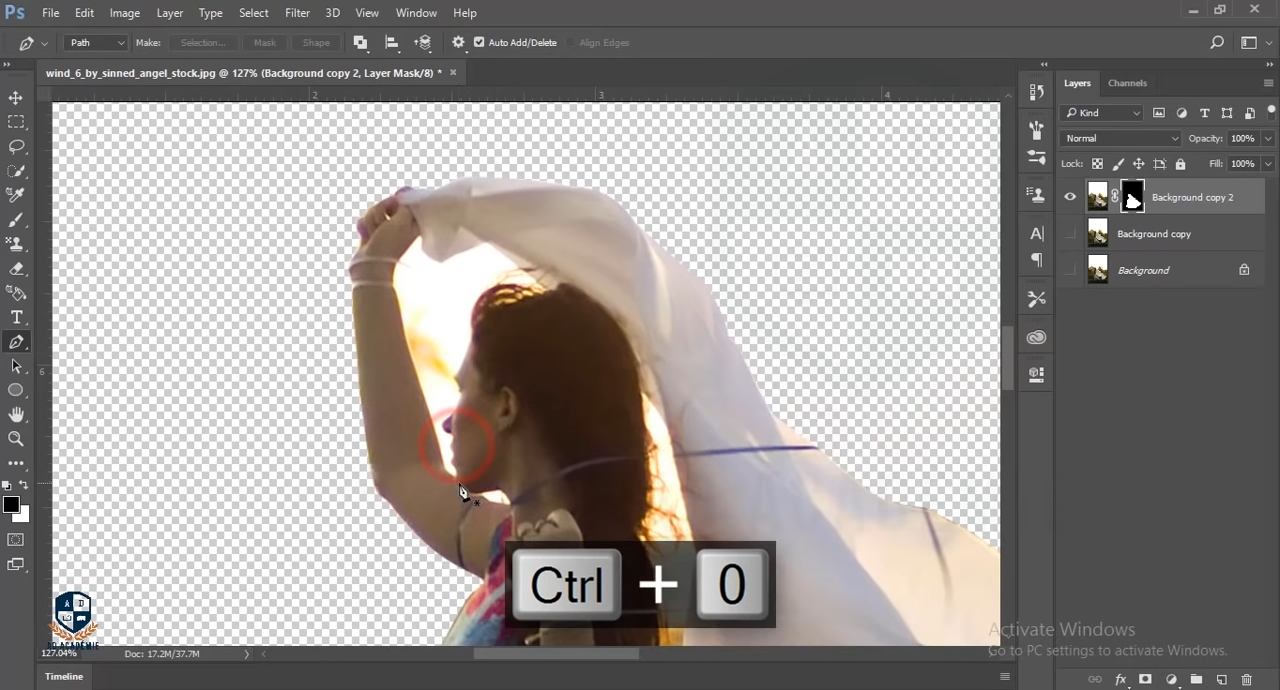 Ps File Edit Image Layer Type Select Filter 3D View Window Help
Path Make: Selection... Mask Shape Auto Add/Delete Align Edges
wind_6_by_sinned_angel_stock.jpg @ 127% (Background copy 2, Layer Mask/8) * ×
2 3 4
6
Layers Channels
Kind
Normal Opacity: 100%
Lock: Fill: 100%
Background copy 2
Background copy
Background
Ctrl + 0
A D
Activate Windows
Go to PC settings to activate Windows.
127.04% Doc: 17.2M/37.7M
Timeline